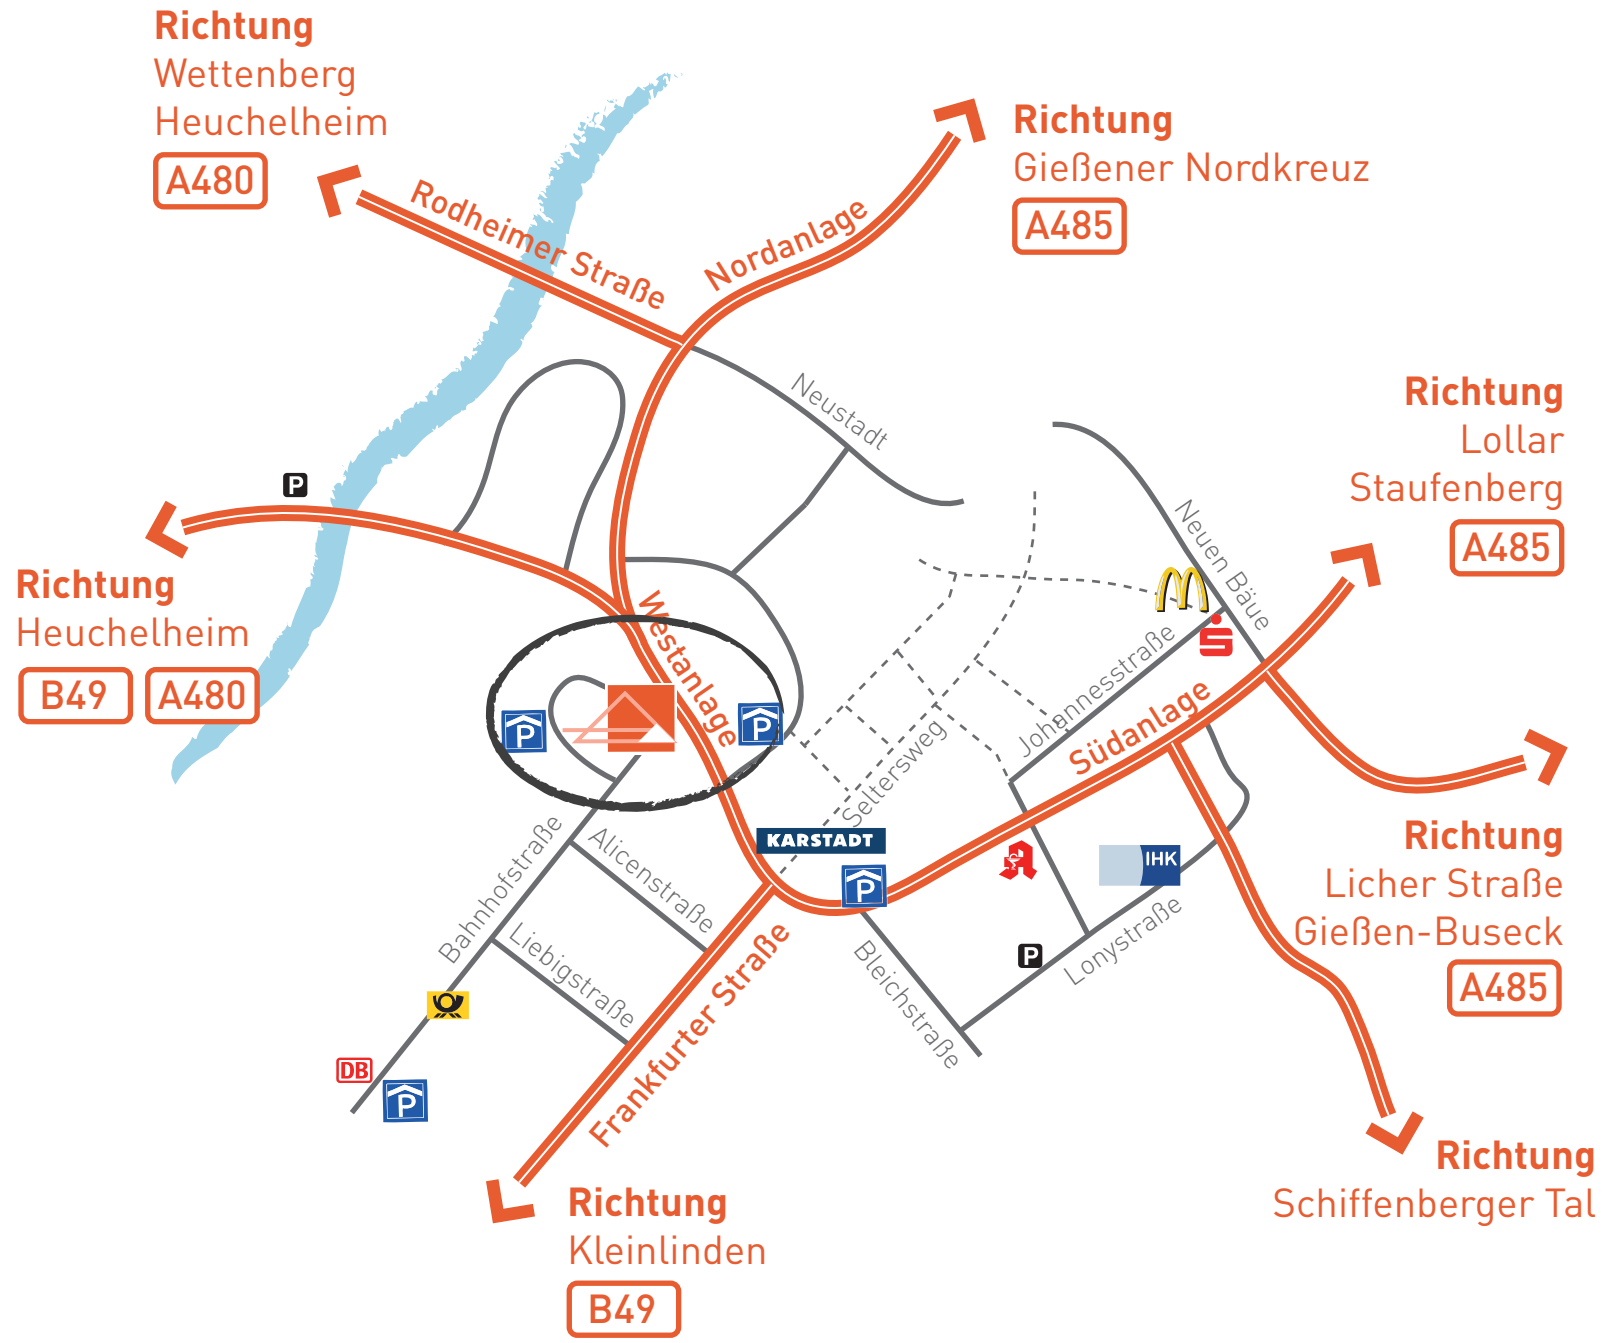 Richtung
Wettenberg
Heuchelheim
A480
Richtung
Gießener Nordkreuz
A485
Rodheimer Straße
Nordanlage
Neustadt
Richtung
Lollar
Staufenberg
A485
P
Neuen Bäue
Richtung
Heuchelheim
B49 A480
Westanlage
Johannesstraße
Südanlage
P
P
Seltersweg
KARSTADT
P
IHK
Bahnhofstraße
Alicenstraße
Liebigstraße
Frankfurter Straße
Bleichstraße
Lonystraße
P
Richtung
Licher Straße
Gießen-Buseck
A485
DB
P
Richtung
Schiffenberger Tal
Richtung
Kleinlinden
B49